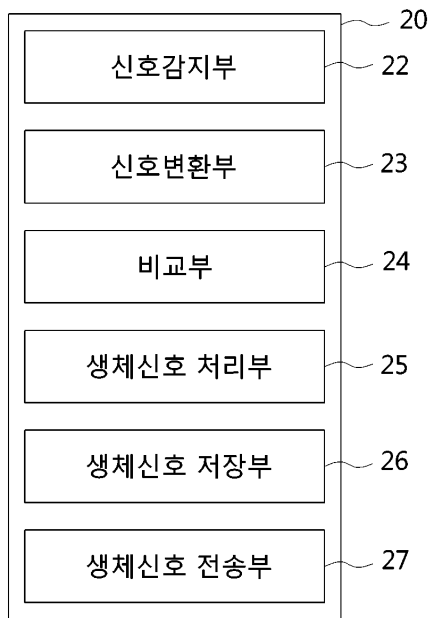 20
신호감지부 22
신호변환부 23
비교부 24
생체신호 처리부 25
생체신호 저장부 26
생체신호 전송부 27